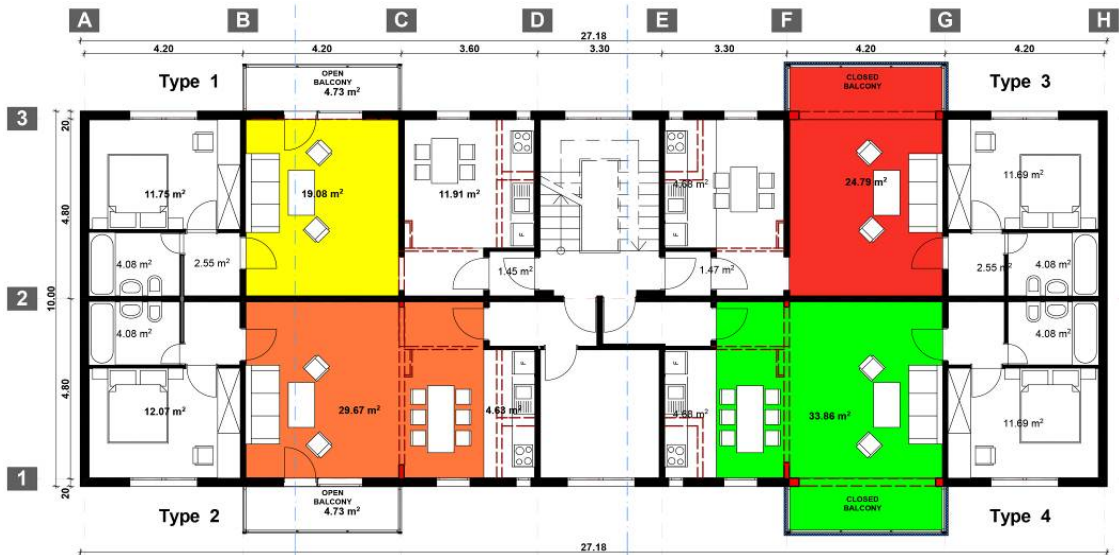 A B C D E F G H
27.18
4.20 4.20 3.60 3.30 3.30 4.20 4.20
Type 1
OPEN
BALCONY
4.73 m²
CLOSED
BALCONY
Type 3
3
20
11.75 m²
19.08 m²
11.91 m²
4.68 m²
24.79 m²
11.69 m²
4.80
F
F
4.08 m²
2.55 m²
1.45 m²
1.47 m²
2.55 m²
4.08 m²
2
10.00
4.08 m²
4.08 m²
F
F
4.80
12.07 m²
29.67 m²
4.63 m²
4.68 m²
33.86 m²
11.69 m²
1
20
OPEN
BALCONY
4.73 m²
CLOSED
BALCONY
Type 2
Type 4
27.18